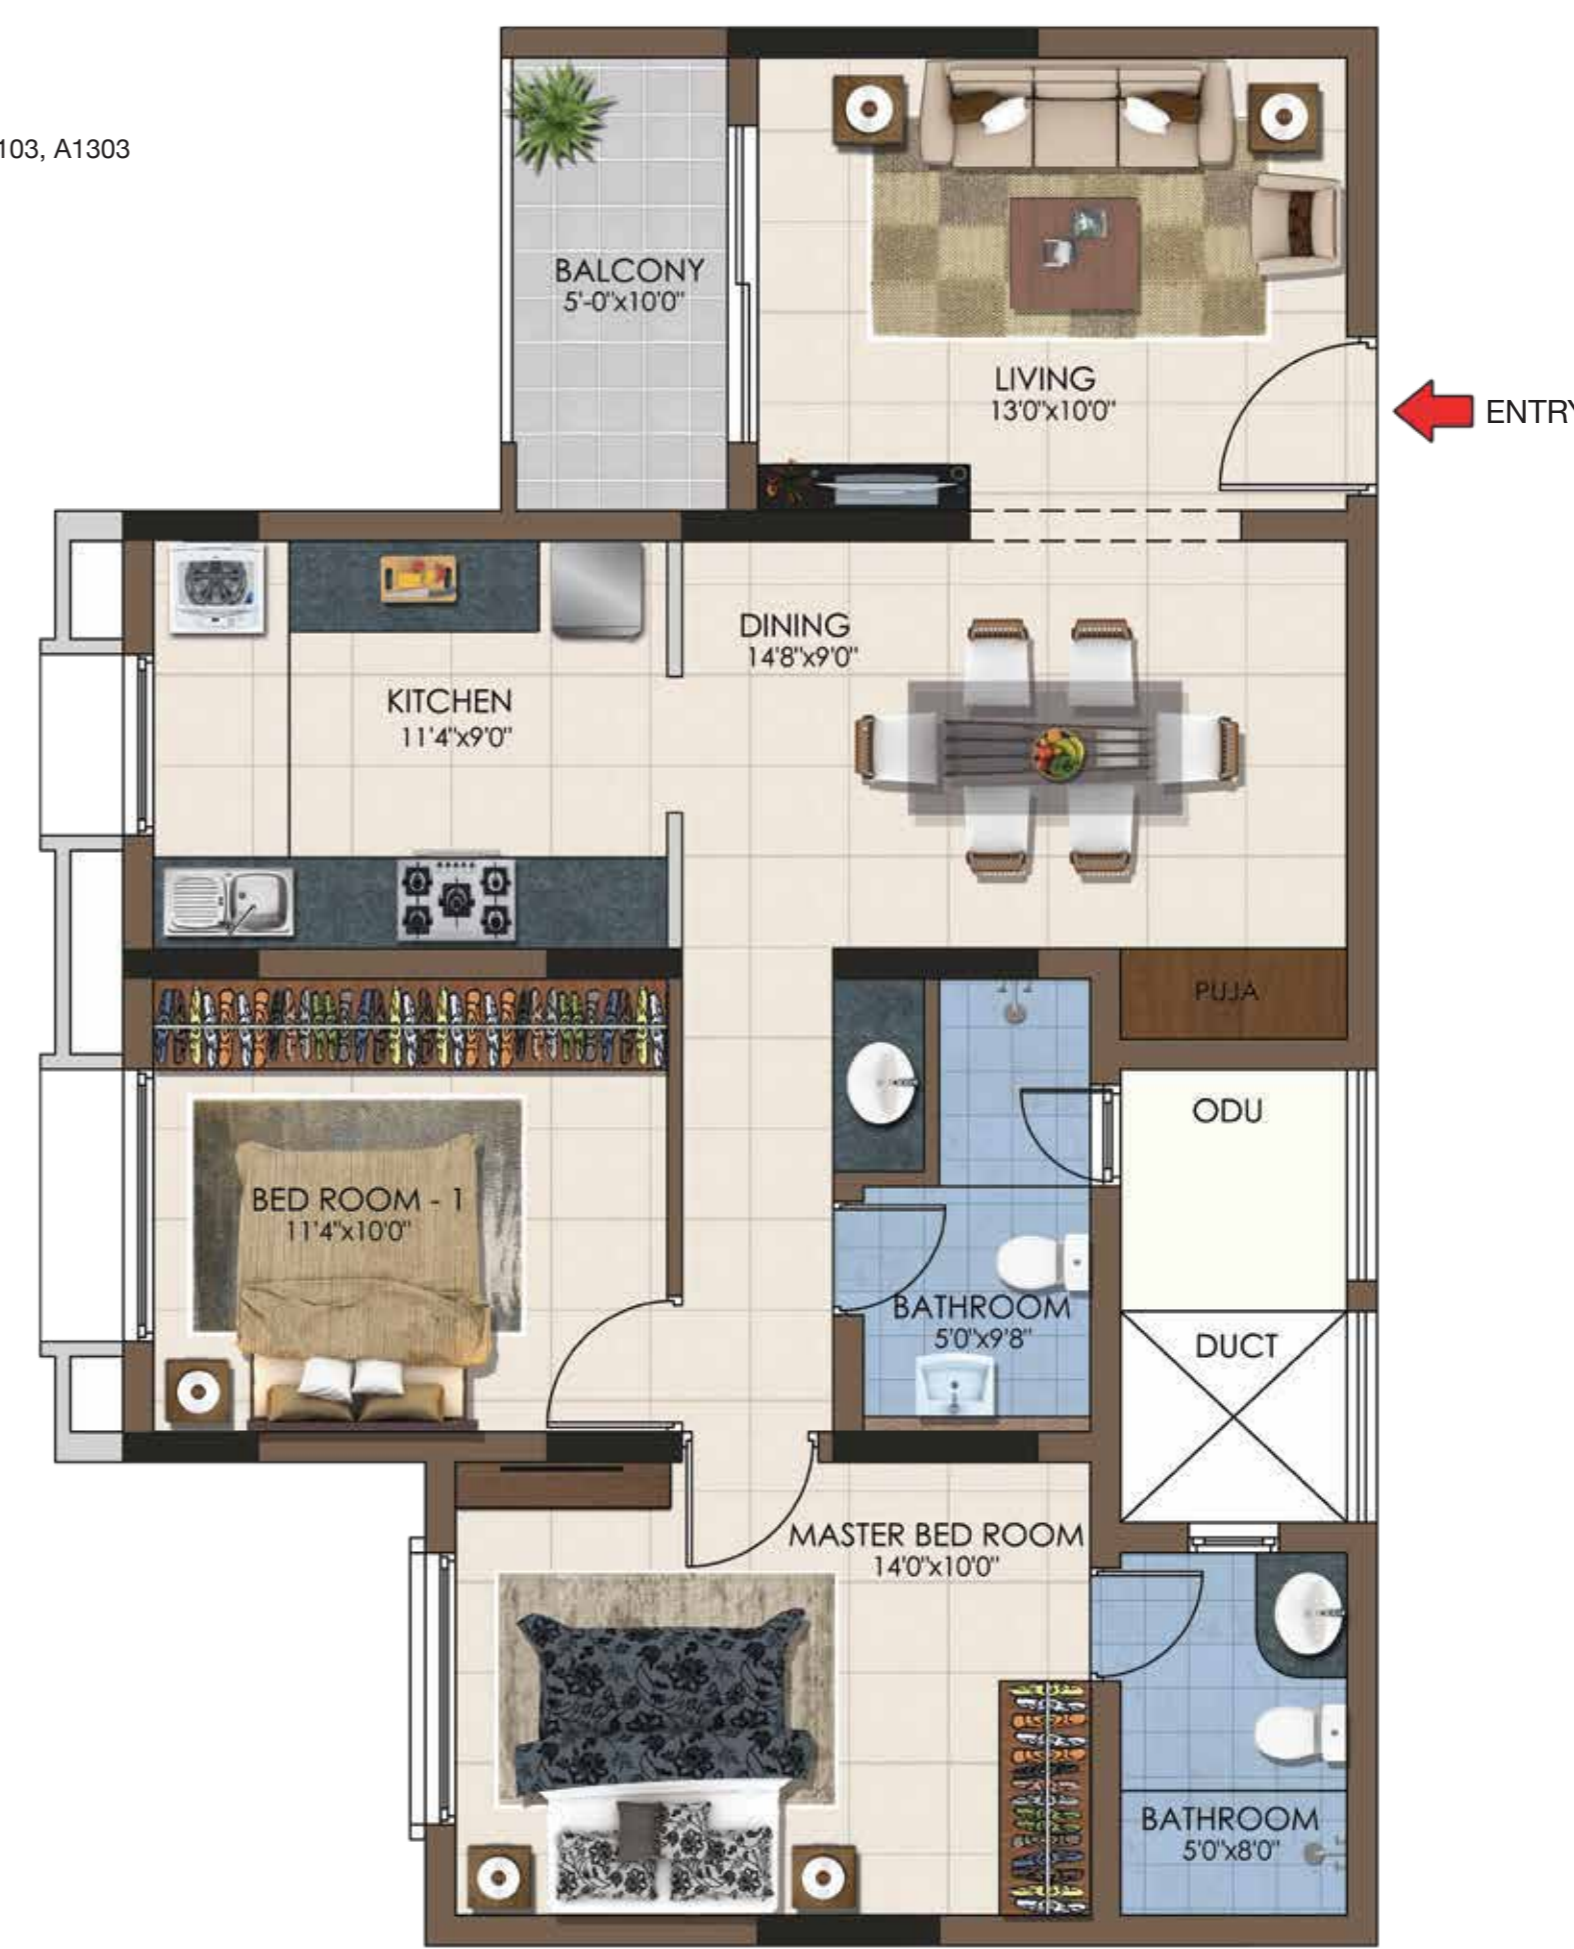 103, A1303
BALCONY
5'-0"x10'0"
LIVING
13'0"x10'0"
ENTRY
DINING
14'8"x9'0"
KITCHEN
11'4"x9'0"
PUJA
ODU
BED ROOM - 1
11'4"x10'0"
BATHROOM
5'0"x9'8"
DUCT
MASTER BED ROOM
14'0"x10'0"
BATHROOM
5'0"x8'0"